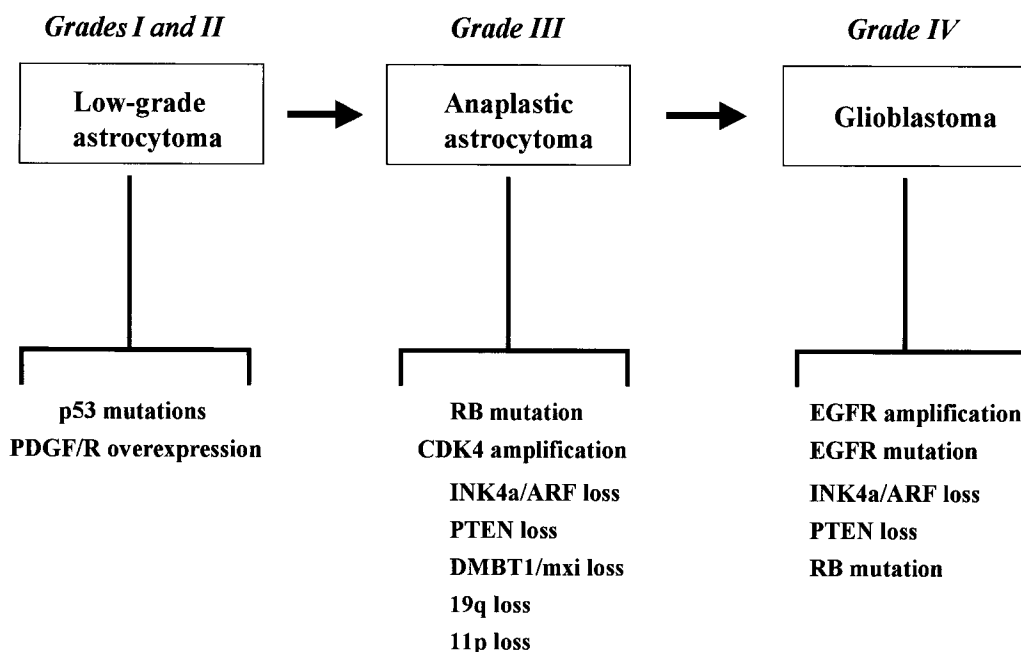 Grades I and II
Grade III
Grade IV
Low-grade
astrocytoma
Anaplastic
astrocytoma
Glioblastoma
p53 mutations
PDGF/R overexpression
RB mutation
CDK4 amplification
INK4a/ARF loss
PTEN loss
DMBT1/mxi loss
19q loss
11p loss
EGFR amplification
EGFR mutation
INK4a/ARF loss
PTEN loss
RB mutation